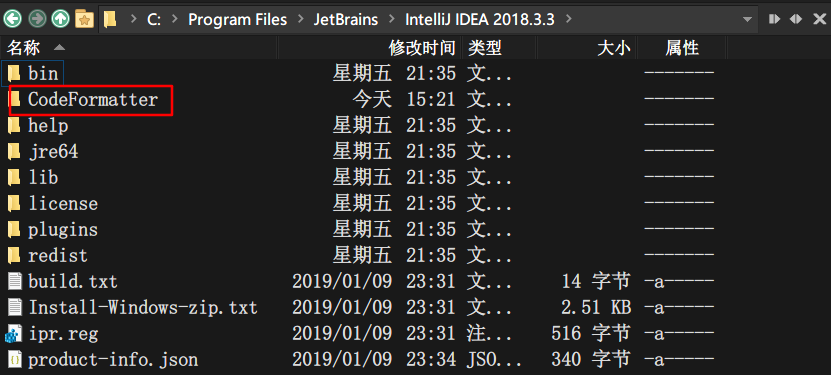 C: Program Files JetBrains IntelliJ IDEA 2018.3.3
名称 修改时间 类型 大小 属性
bin 星期五 21:35 文... -------
CodeFormatter 今天 15:21 文... -------
help 星期五 21:35 文... -------
jre64 星期五 21:35 文... -------
lib 星期五 21:35 文... -------
license 星期五 21:35 文... -------
plugins 星期五 21:35 文... -------
redist 星期五 21:35 文... -------
build.txt 2019/01/09 23:31 文... 14 字节 -a-----
Install-Windows-zip.txt 2019/01/09 23:31 文... 2.51 KB -a-----
ipr.reg 2019/01/09 23:31 注... 516 字节 -a-----
product-info.json 2019/01/09 23:34 JSO... 340 字节 -a-----